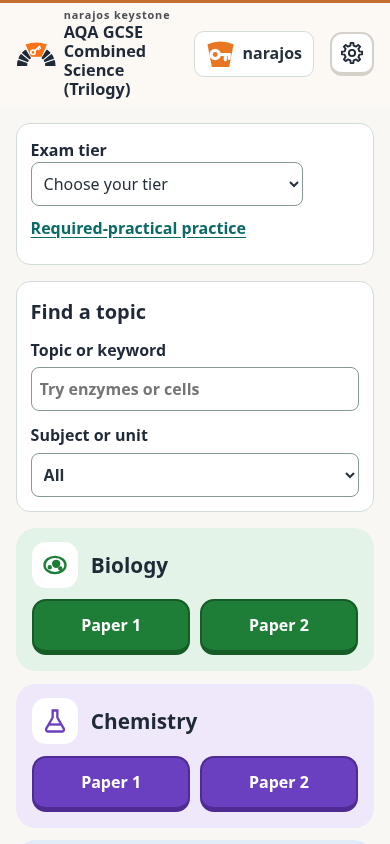 narajos keystone
AQA GCSE
Combined
Science
(Trilogy)
narajos
Exam tier
Choose your tier
Required-practical practice
Find a topic
Topic or keyword
Try enzymes or cells
Subject or unit
All
Biology
Paper 1
Paper 2
Chemistry
Paper 1
Paper 2